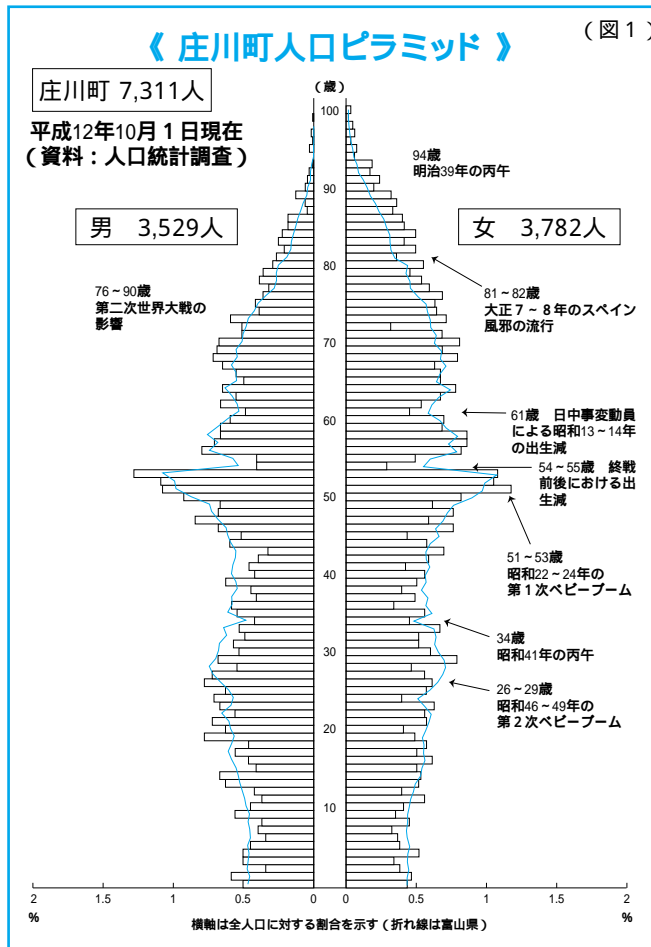 (図1)
《 庄川町人口ピラミッド 》
庄川町 7,311人
平成12年10月1日現在
(資料:人口統計調査)
(歳)
男 3,529人
女 3,782人
94歳
明治39年の丙午
76~90歳
第二次世界大戦の
影響
81~82歳
大正7~8年のスペイン
風邪の流行
61歳 日中事変動員
による昭和13~14年
の出生減
54~55歳 終戦
前後における出
生減
51~53歳
昭和22~24年の
第1次ベビーブーム
34歳
昭和41年の丙午
26~29歳
昭和46~49年の
第2次ベビーブーム
100
90
80
70
60
50
40
30
20
10
2 1.5 1 0.5 0 0 0.5 1 1.5 2
% %
横軸は全人口に対する割合を示す(折れ線は富山県)